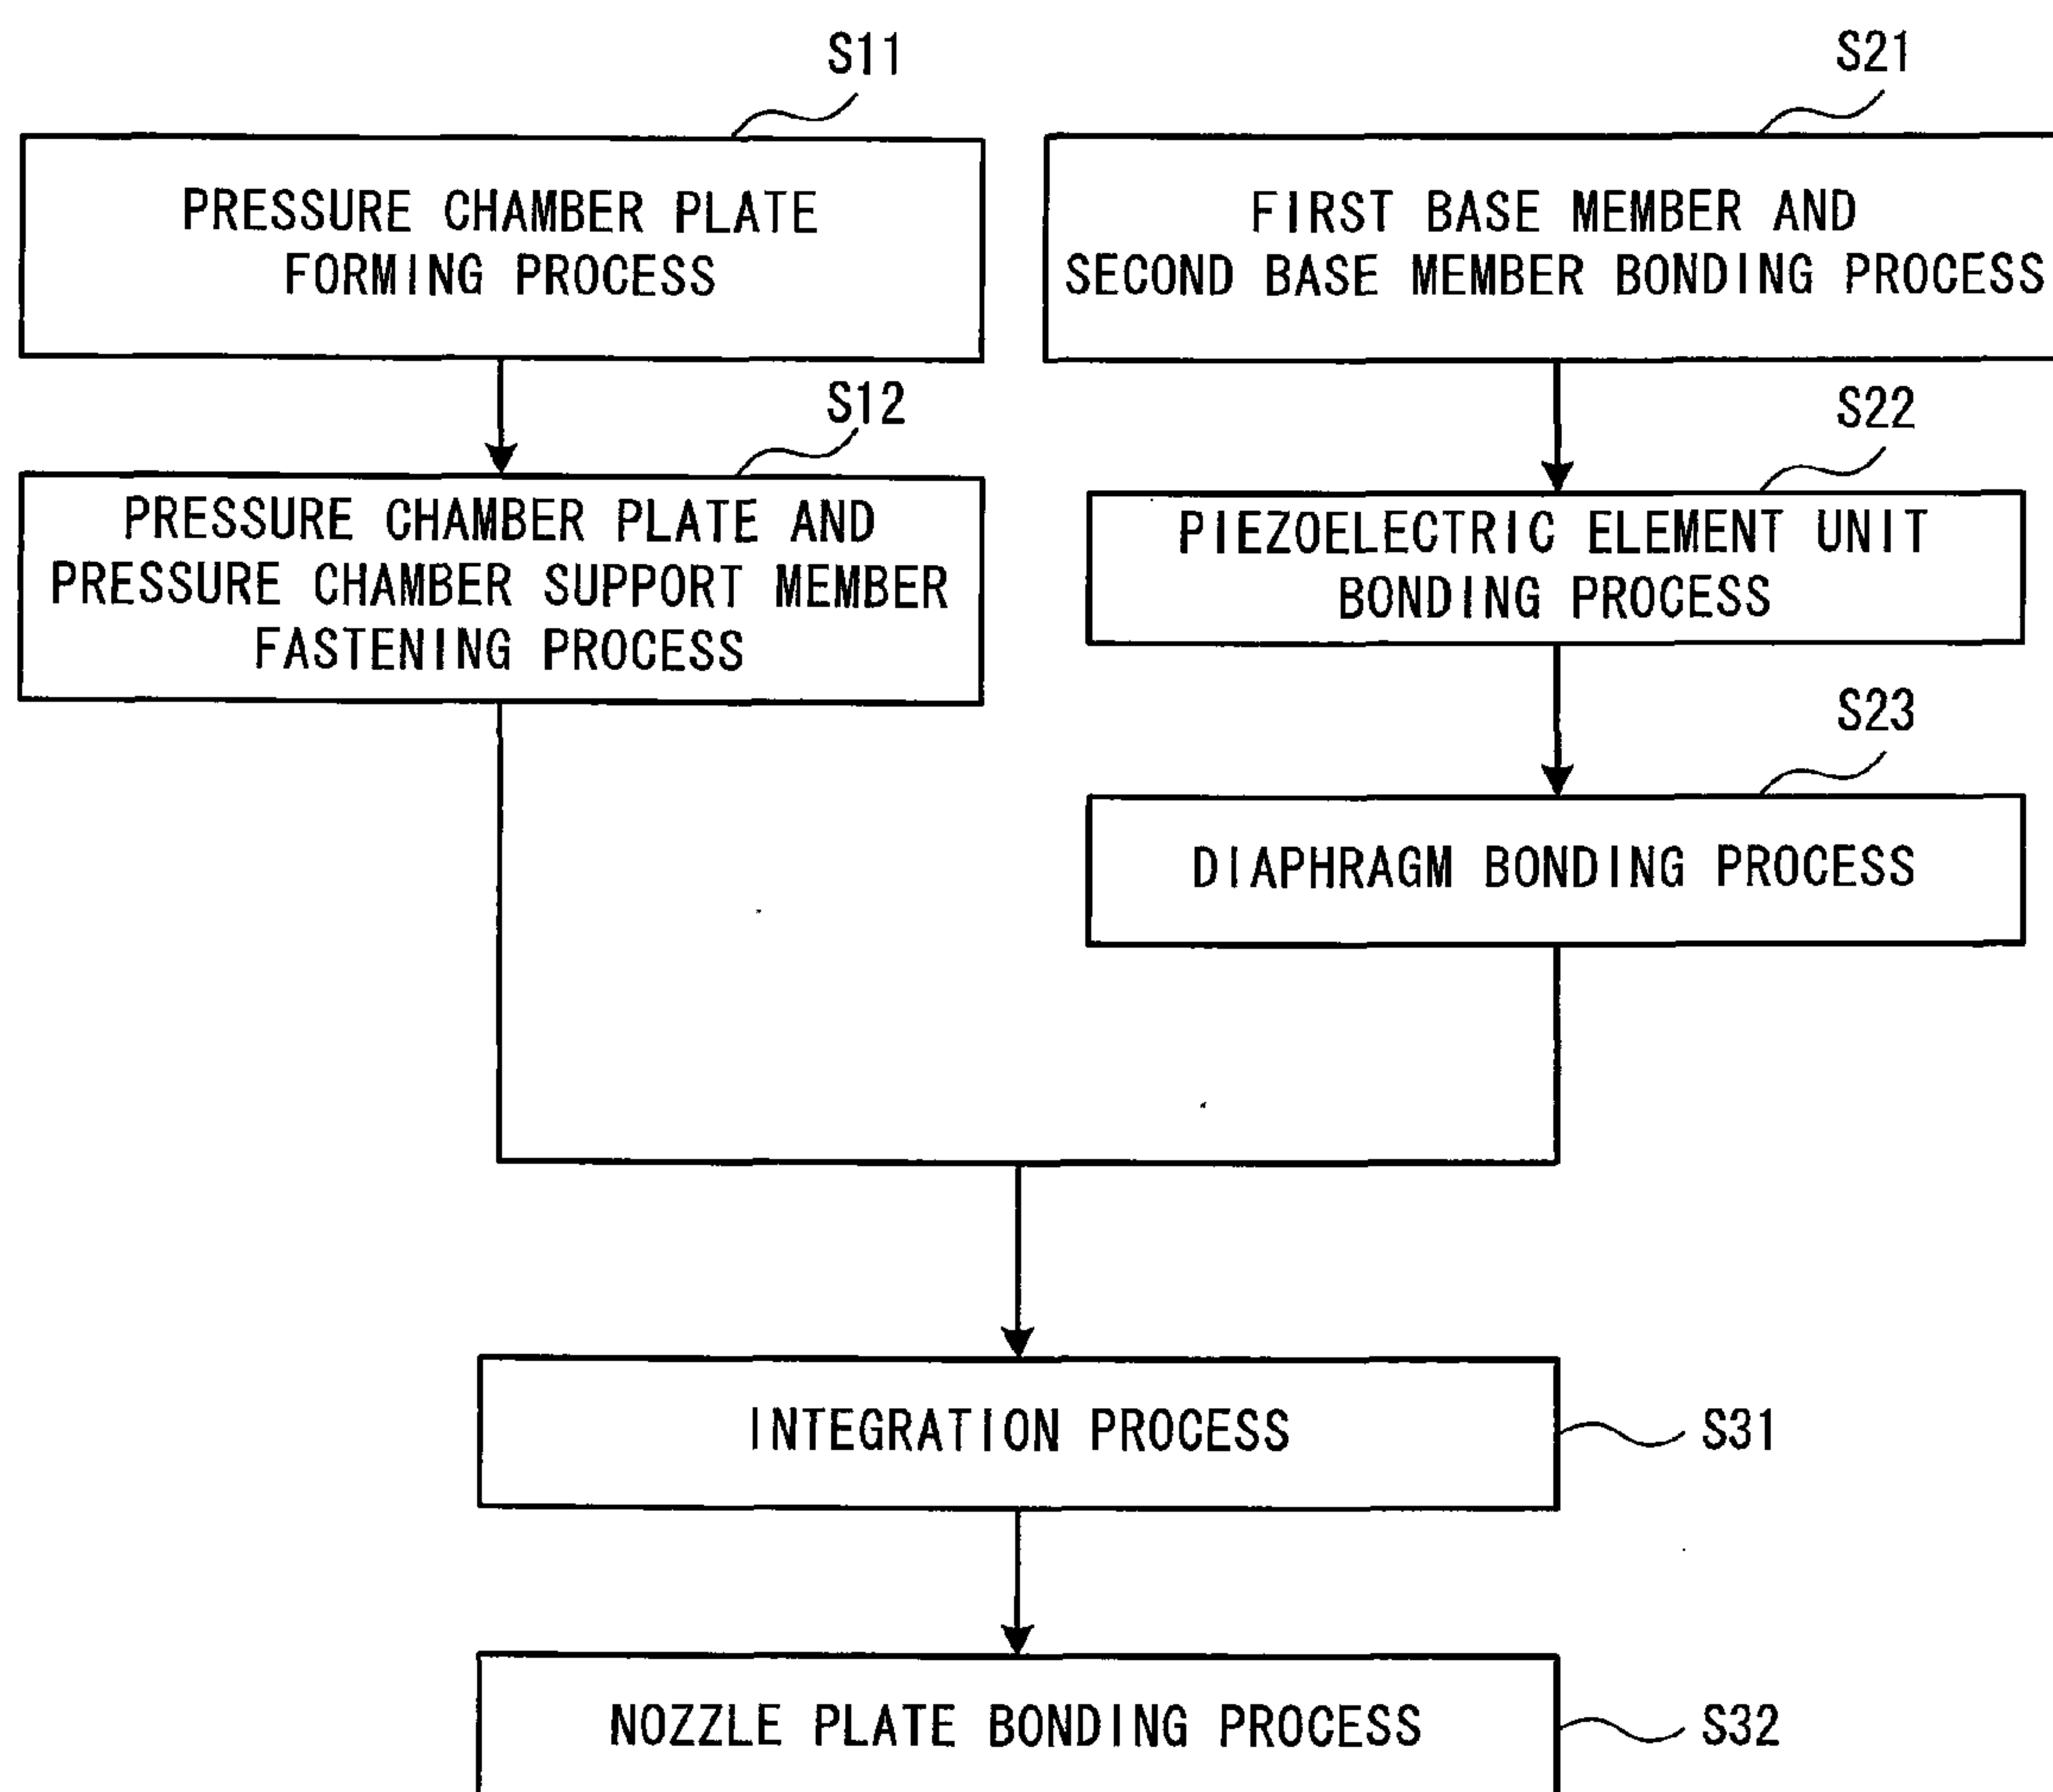 S11
PRESSURE CHAMBER PLATE
FORMING PROCESS
S12
PRESSURE CHAMBER PLATE AND
PRESSURE CHAMBER SUPPORT MEMBER
FASTENING PROCESS
S21
FIRST BASE MEMBER AND
SECOND BASE MEMBER BONDING PROCESS
S22
PIEZOELECTRIC ELEMENT UNIT
BONDING PROCESS
S23
DIAPHRAGM BONDING PROCESS
INTEGRATION PROCESS
S31
NOZZLE PLATE BONDING PROCESS
S32